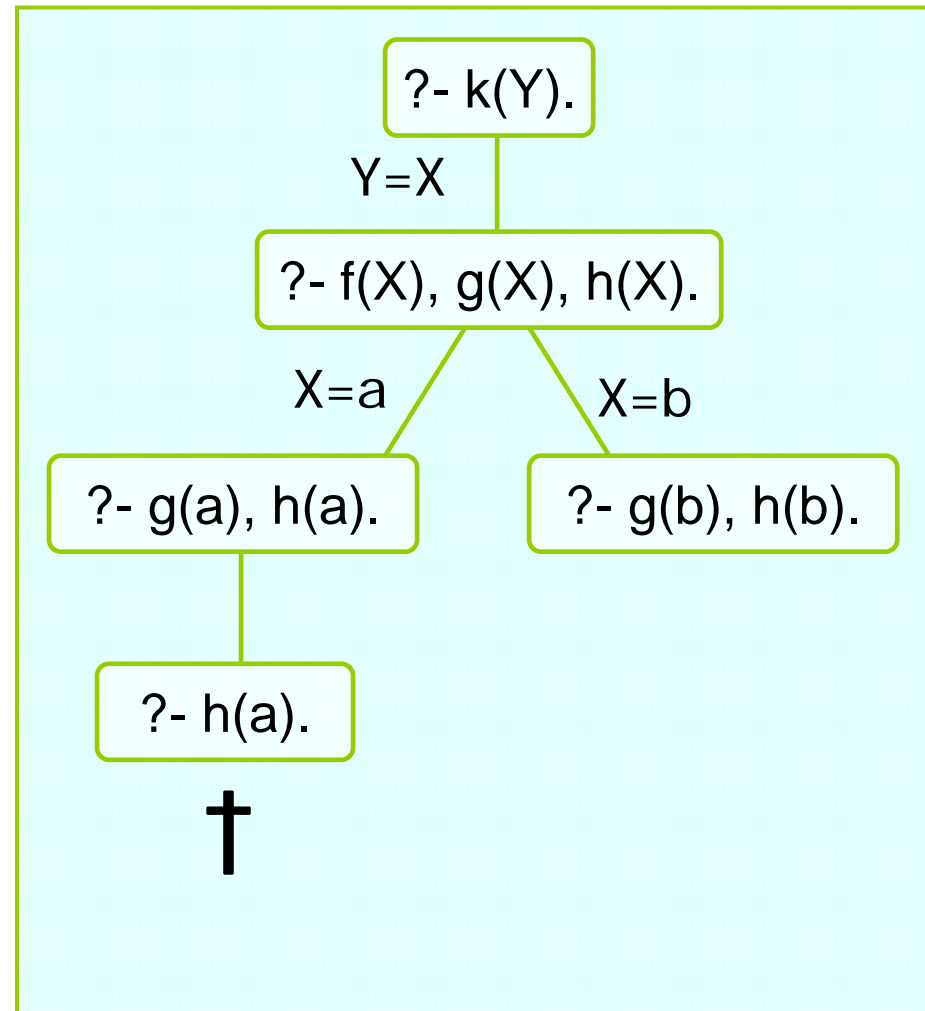 ?- k(Y).
Y=X
?- f(X), g(X), h(X).
X=a
X=b
?- g(a), h(a).
?- g(b), h(b).
?- h(a).
†